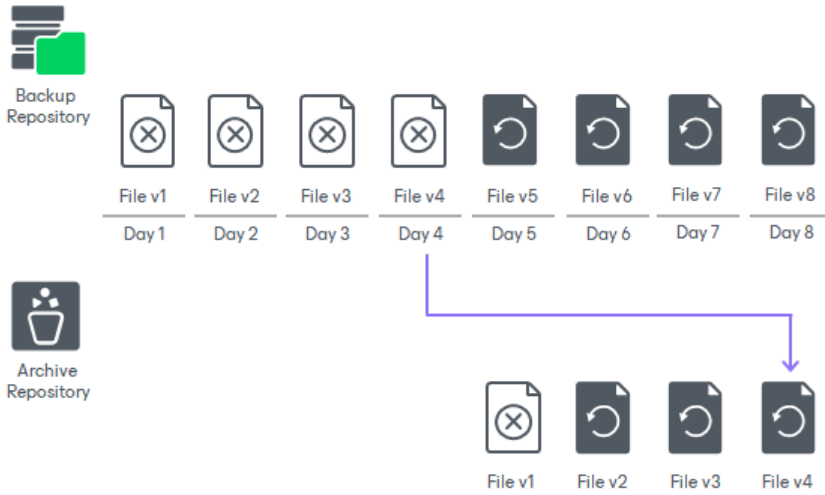 Backup
Repository
File v1 File v2 File v3 File v4 File v5 File v6 File v7 File v8
Day 1 Day 2 Day 3 Day 4 Day 5 Day 6 Day 7 Day 8
Archive
Repository
File v1 File v2 File v3 File v4